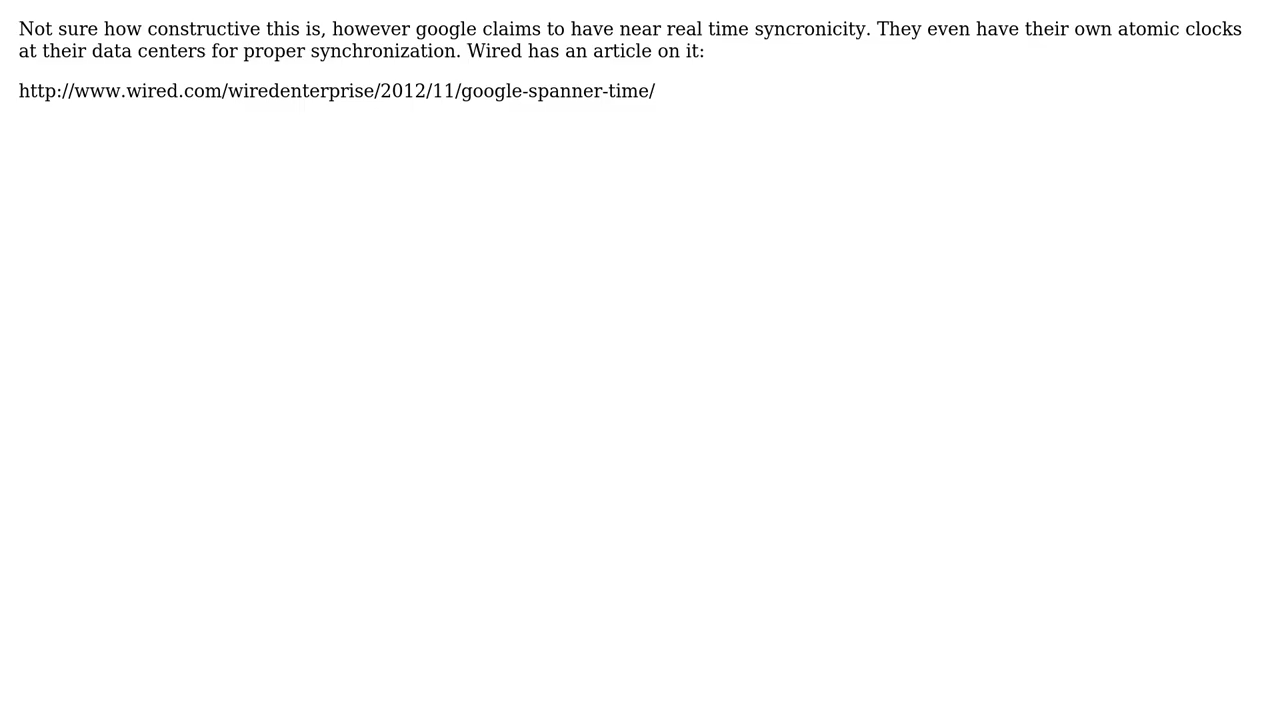 Not sure how constructive this is, however google claims to have near real time syncronicity. They even have their own atomic clocks
at their data centers for proper synchronization. Wired has an article on it:
http://www.wired.com/wiredenterprise/2012/11/google-spanner-time/